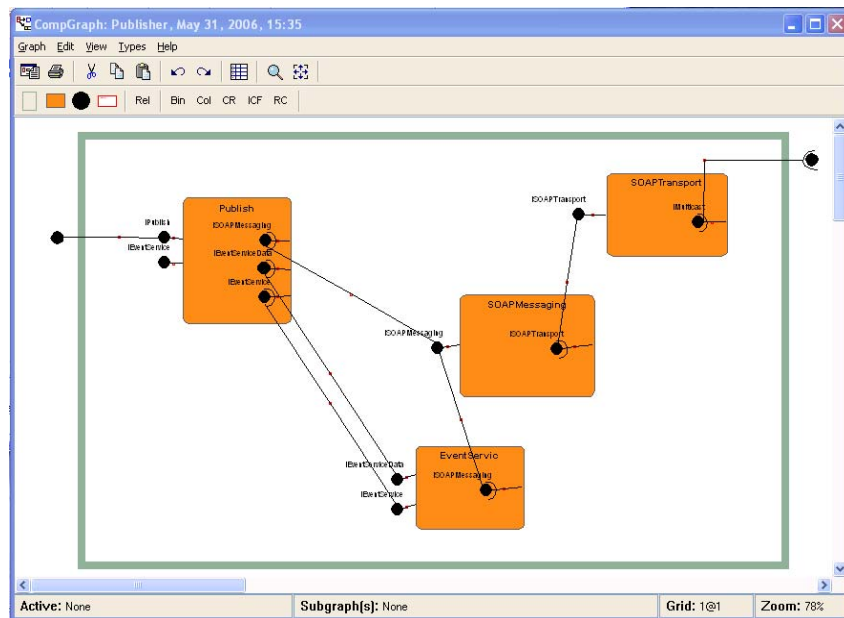 CompGraph: Publisher, May 31, 2006, 15:35
Graph Edit View Types Help
Rel Bin Col CR ICF RC
SOAPTransport
ISOAPTransport
IMulticast
Publish
IPublish
ISOAPMessaging
IEventService
IEventServiceData
IEventService
SOAPMessaging
ISOAPMessaging
ISOAPTransport
EventServic
IEventServiceData
ISOAPMessaging
IEventService
Active: None Subgraph(s): None Grid: 1@1 Zoom: 78%